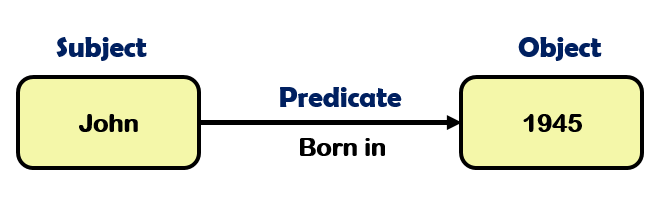 Subject
Object
Predicate
John
1945
Born in